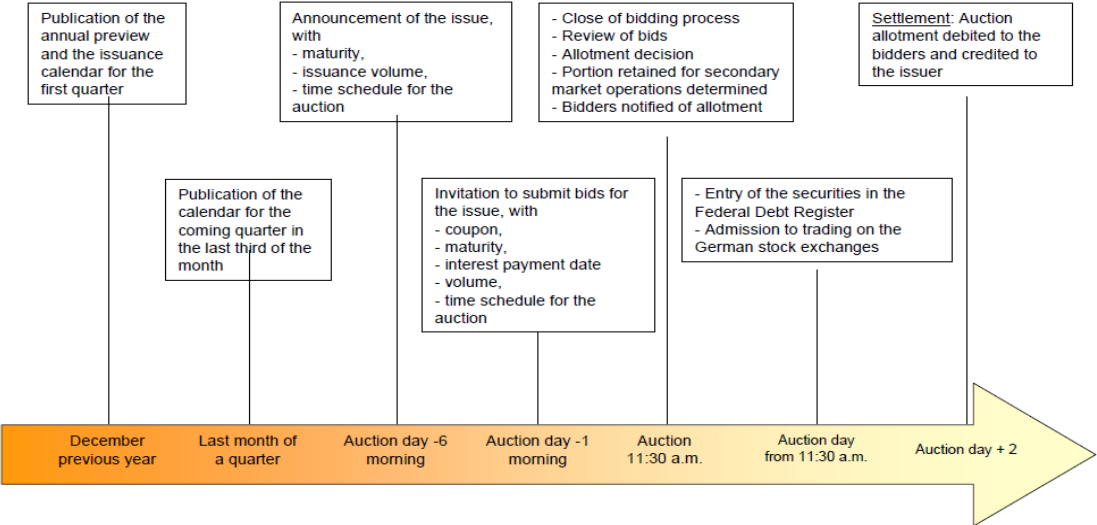 Publication of the
annual preview
and the issuance
calendar for the
first quarter
Announcement of the issue,
with
- maturity,
- issuance volume,
- time schedule for the
auction
- Close of bidding process
- Review of bids
- Allotment decision
- Portion retained for secondary
market operations determined
- Bidders notified of allotment
Settlement: Auction
allotment debited to the
bidders and credited to
the issuer
Publication of the
calendar for the
coming quarter in
the last third of the
month
Invitation to submit bids for
the issue, with
- coupon,
- maturity,
- interest payment date
- volume,
- time schedule for the
auction
- Entry of the securities in the
Federal Debt Register
- Admission to trading on the
German stock exchanges
December
previous year
Last month of
a quarter
Auction day -6
morning
Auction day -1
morning
Auction
11:30 a.m.
Auction day
from 11:30 a.m.
Auction day + 2